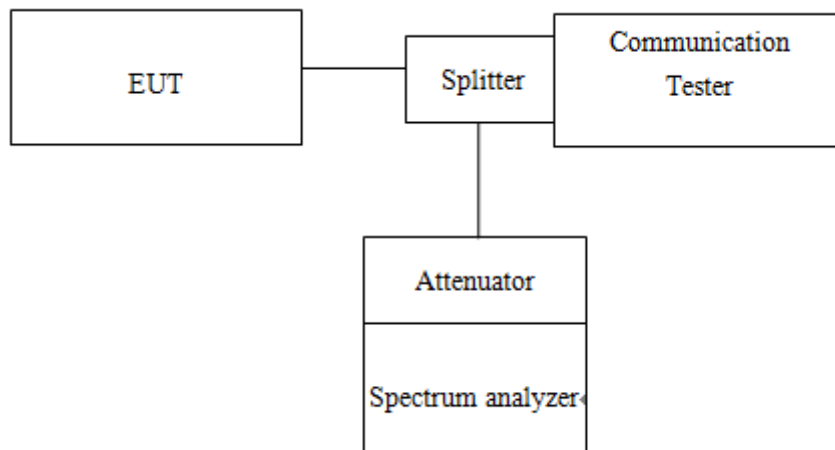 EUT
Splitter
Communication
Tester
Attenuator
Spectrum analyzer